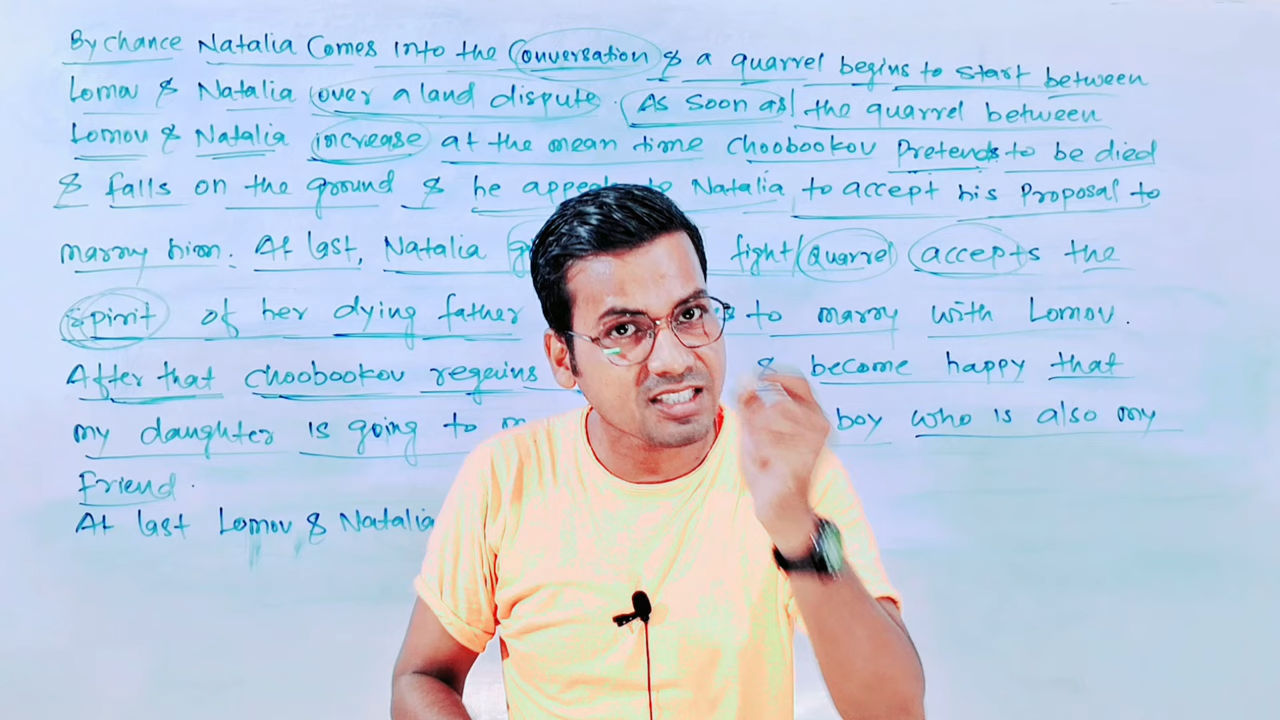 By chance Natalia Comes into the Conversation & a quarrel begins to start between
Lomov & Natalia over a land dispute. As soon as the quarrel between
Lomov & Natalia increase at the mean time Choobookov Pretends to be died
& falls on the ground & he appeals to Natalia to accept his Proposal to
marry him. At last, Natalia fight/quarrel accepts the
spirit of her dying father to marry with Lomov.
After that Choobookov regains & become happy that
my daughter is going to boy who is also my
friend.
At last Lomov & Natalia